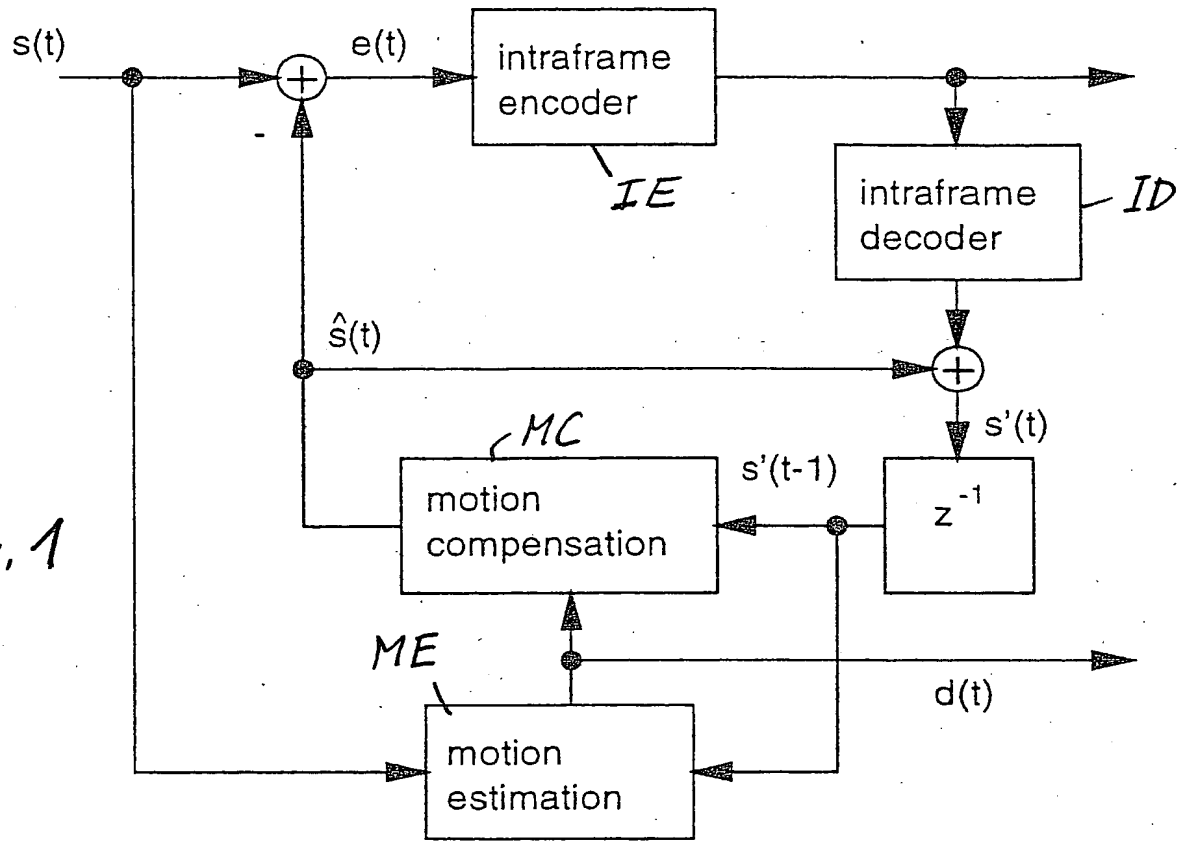 s(t)
e(t)
intraframe
encoder
+
-
IE
intraframe
decoder
ID
ŝ(t)
+
s'(t)
MC
s'(t-1)
motion
compensation
z⁻¹
, 1
ME
d(t)
motion
estimation